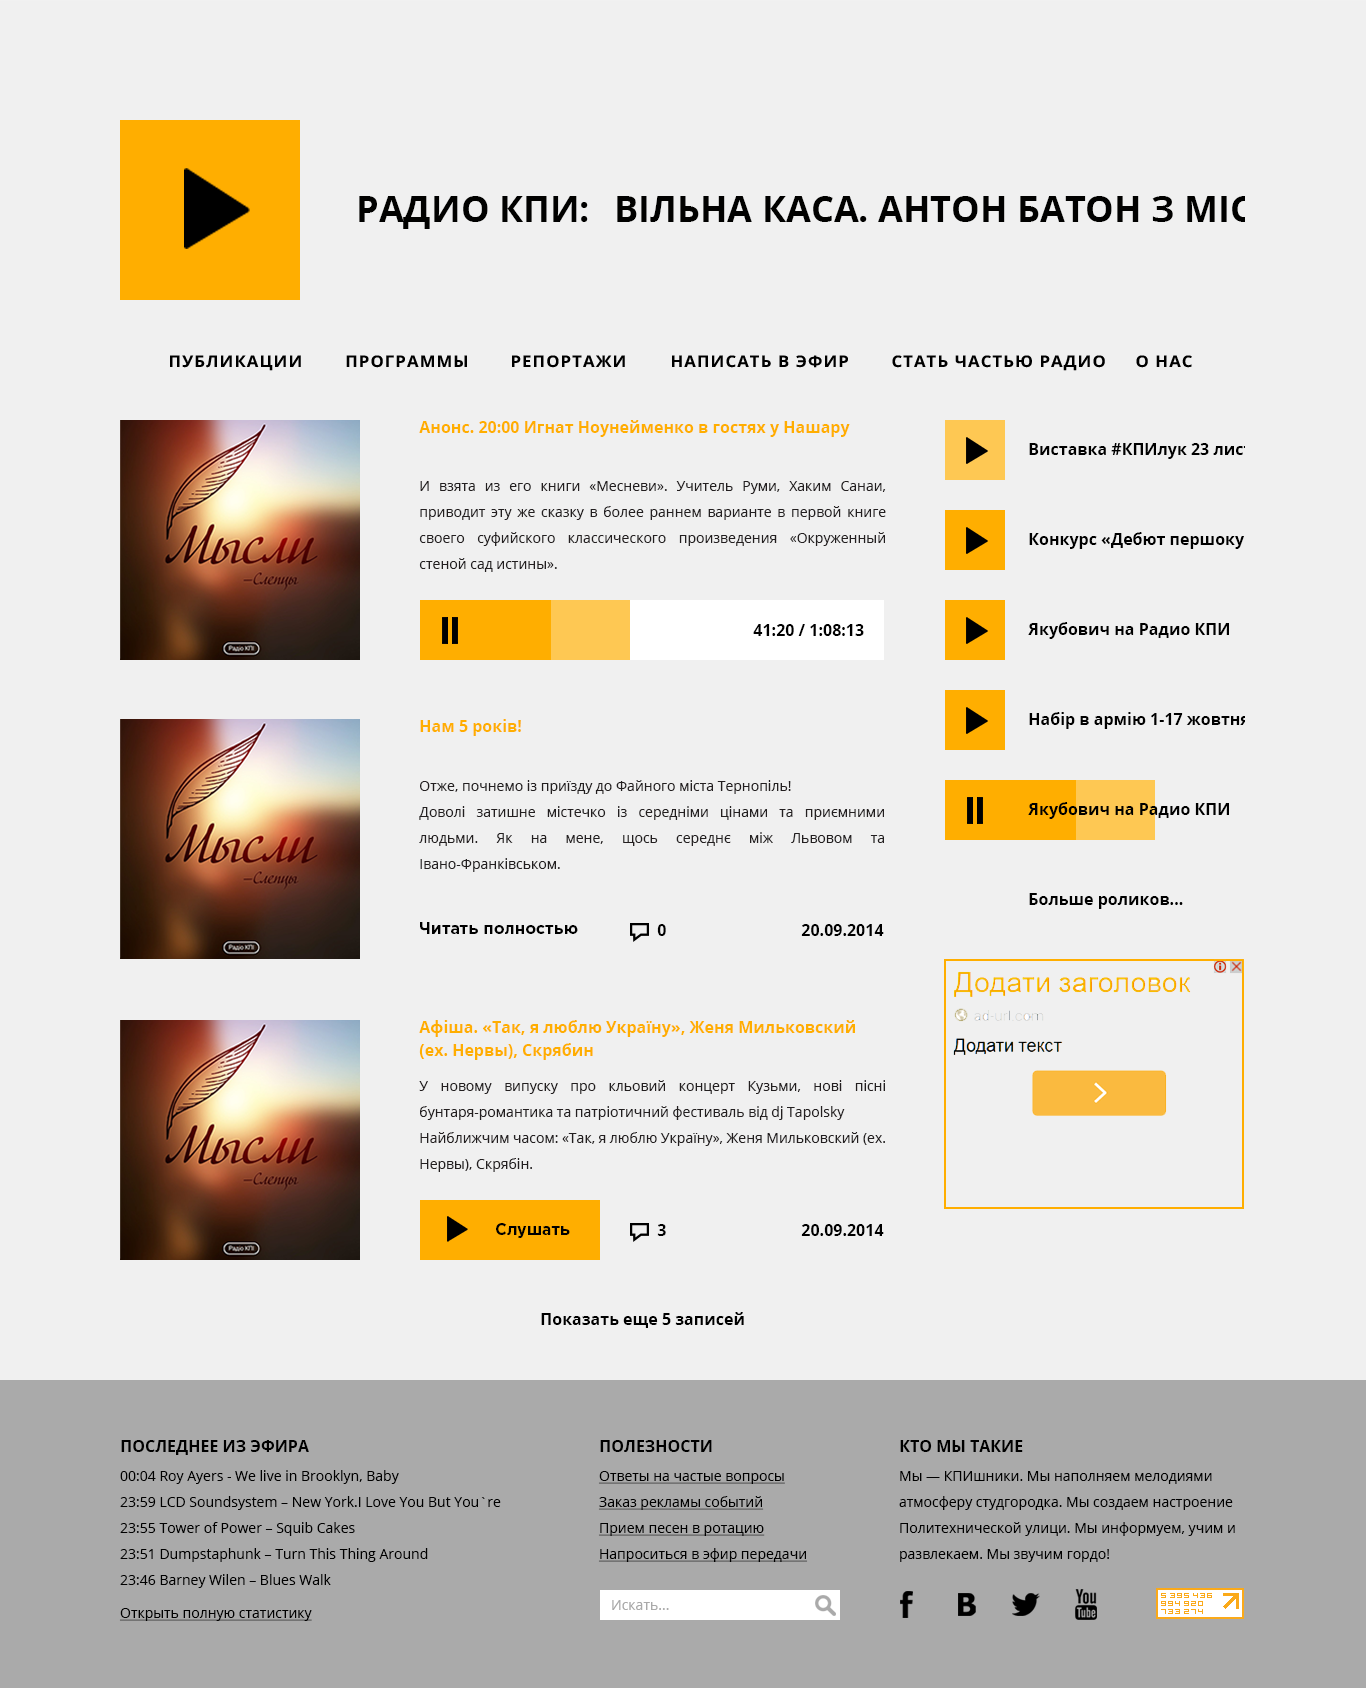 РАДИО КПИ: ВІЛЬНА КАСА. АНТОН БАТОН З МІС
ПУБЛИКАЦИИ ПРОГРАММЫ РЕПОРТАЖИ НАПИСАТЬ В ЭФИР СТАТЬ ЧАСТЬЮ РАДИО О НАС
Мысли
–Слепцы
Радіо КПІ
Анонс. 20:00 Игнат Ноунейменко в гостях у Нашару
И взята из его книги «Месневи». Учитель Руми, Хаким Санаи,
приводит эту же сказку в более раннем варианте в первой книге
своего суфийского классического произведения «Окруженный
стеной сад истины».
41:20 / 1:08:13
Мысли
–Слепцы
Радіо КПІ
Нам 5 років!
Отже, почнемо із приїзду до Файного міста Тернопіль!
Доволі затишне містечко із середніми цінами та приємними
людьми. Як на мене, щось середнє між Львовом та
Івано-Франківськом.
Читать полностью 0 20.09.2014
Мысли
–Слепцы
Радіо КПІ
Афіша. «Так, я люблю Україну», Женя Мильковский
(ex. Нервы), Скрябин
У новому випуску про кльовий концерт Кузьми, нові пісні
бунтаря-романтика та патріотичний фестиваль від dj Tapolsky
Найближчим часом: «Так, я люблю Україну», Женя Мильковский (ex.
Нервы), Скрябін.
Слушать 3 20.09.2014
Показать еще 5 записей
Виставка #КПИлук 23 лист
Конкурс «Дебют першоку
Якубович на Радио КПИ
Набір в армію 1-17 жовтня
Якубович на Радио КПИ
Больше роликов...
Додати заголовок
ad-url.com
Додати текст
ПОСЛЕДНЕЕ ИЗ ЭФИРА
00:04 Roy Ayers - We live in Brooklyn, Baby
23:59 LCD Soundsystem – New York.I Love You But You`re
23:55 Tower of Power – Squib Cakes
23:51 Dumpstaphunk – Turn This Thing Around
23:46 Barney Wilen – Blues Walk
Открыть полную статистику
ПОЛЕЗНОСТИ
Ответы на частые вопросы
Заказ рекламы событий
Прием песен в ротацию
Напроситься в эфир передачи
Искать...
КТО МЫ ТАКИЕ
Мы — КПИшники. Мы наполняем мелодиями
атмосферу студгородка. Мы создаем настроение
Политехнической улици. Мы информуем, учим и
развлекаем. Мы звучим гордо!
f B You Tube
5 395 436
994 920
733 274